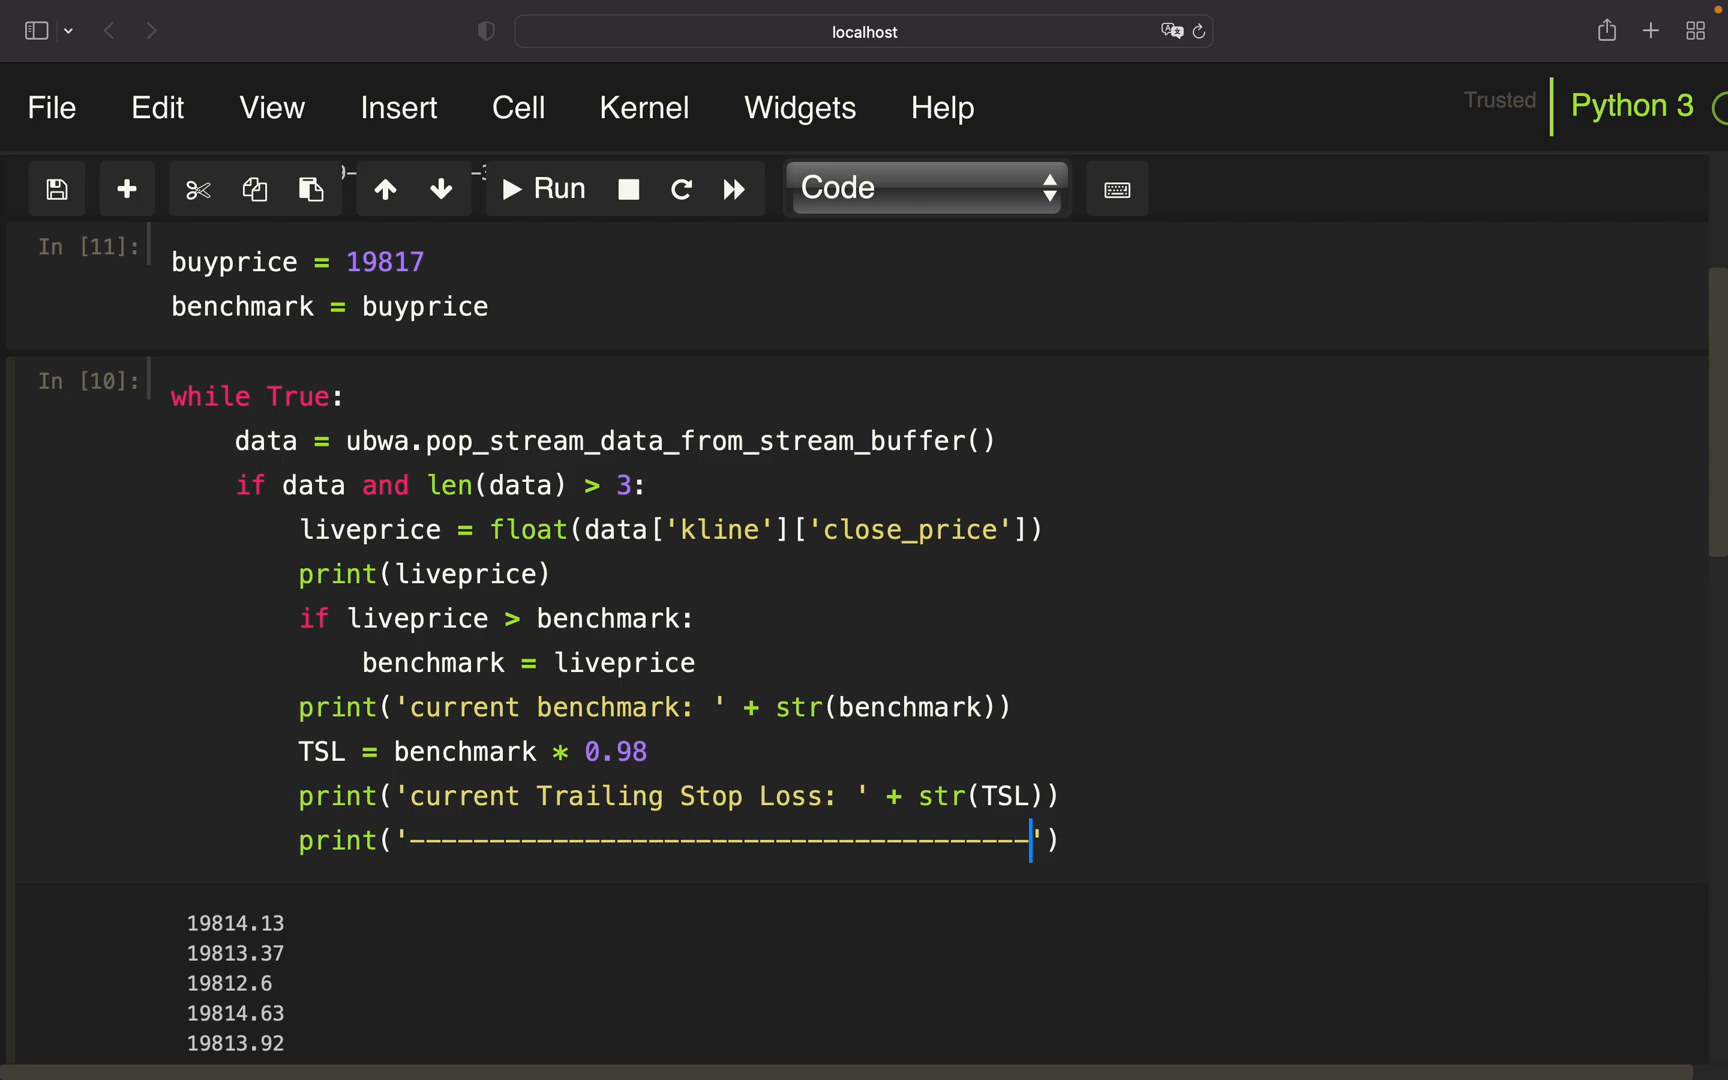 localhost
File Edit View Insert Cell Kernel Widgets Help Trusted Python 3
Run Code
In [11]:
buyprice = 19817
benchmark = buyprice
In [10]:
while True:
    data = ubwa.pop_stream_data_from_stream_buffer()
    if data and len(data) > 3:
        liveprice = float(data['kline']['close_price'])
        print(liveprice)
        if liveprice > benchmark:
            benchmark = liveprice
        print('current benchmark: ' + str(benchmark))
        TSL = benchmark * 0.98
        print('current Trailing Stop Loss: ' + str(TSL))
        print('---------------------------------------')
19814.13
19813.37
19812.6
19814.63
19813.92